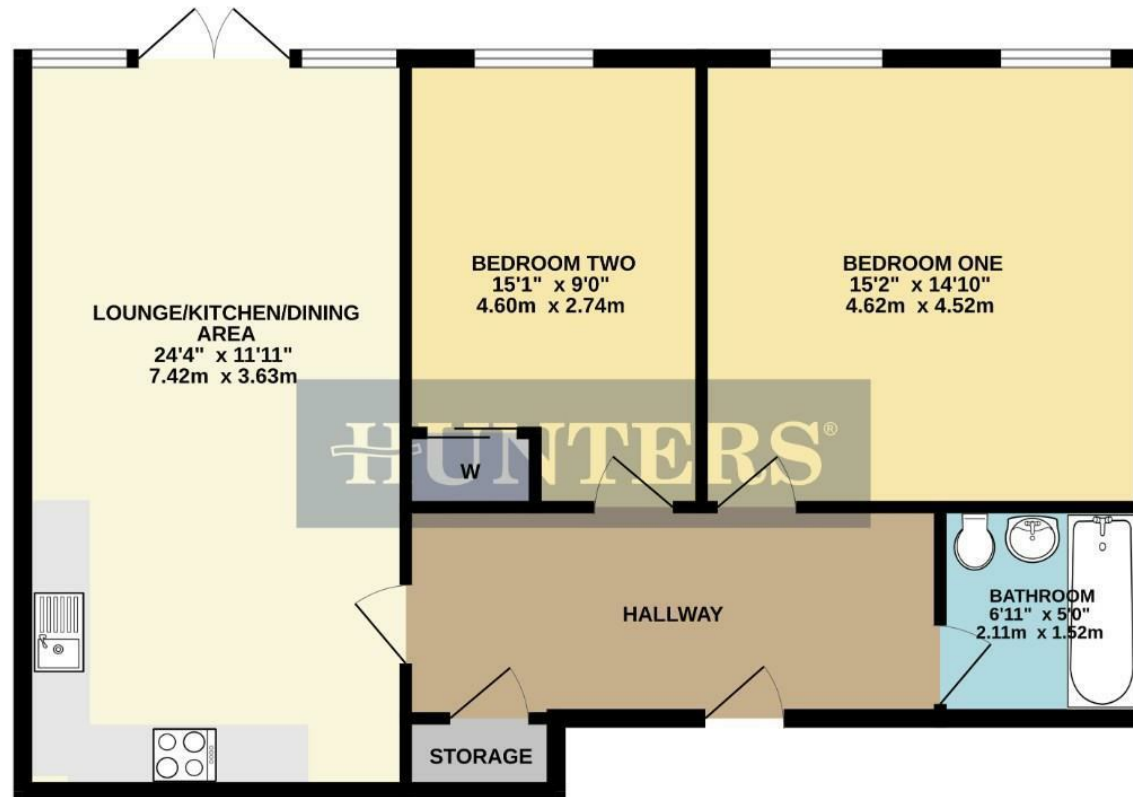 LOUNGE/KITCHEN/DINING
AREA
24'4" x 11'11"
7.42m x 3.63m
BEDROOM TWO
15'1" x 9'0"
4.60m x 2.74m
BEDROOM ONE
15'2" x 14'10"
4.62m x 4.52m
HUNTERS®
W
HALLWAY
BATHROOM
6'11" x 5'0"
2.11m x 1.52m
STORAGE